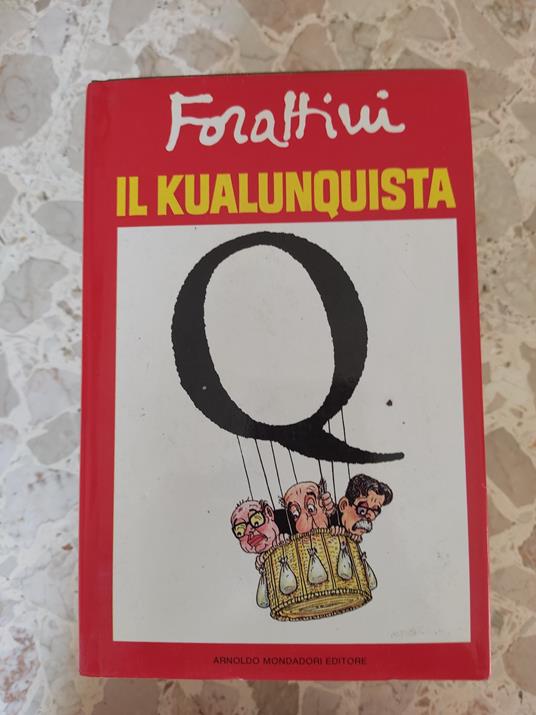 Forattini
IL KUALUNQUISTA
Q
ARNOLDO MONDADORI EDITORE